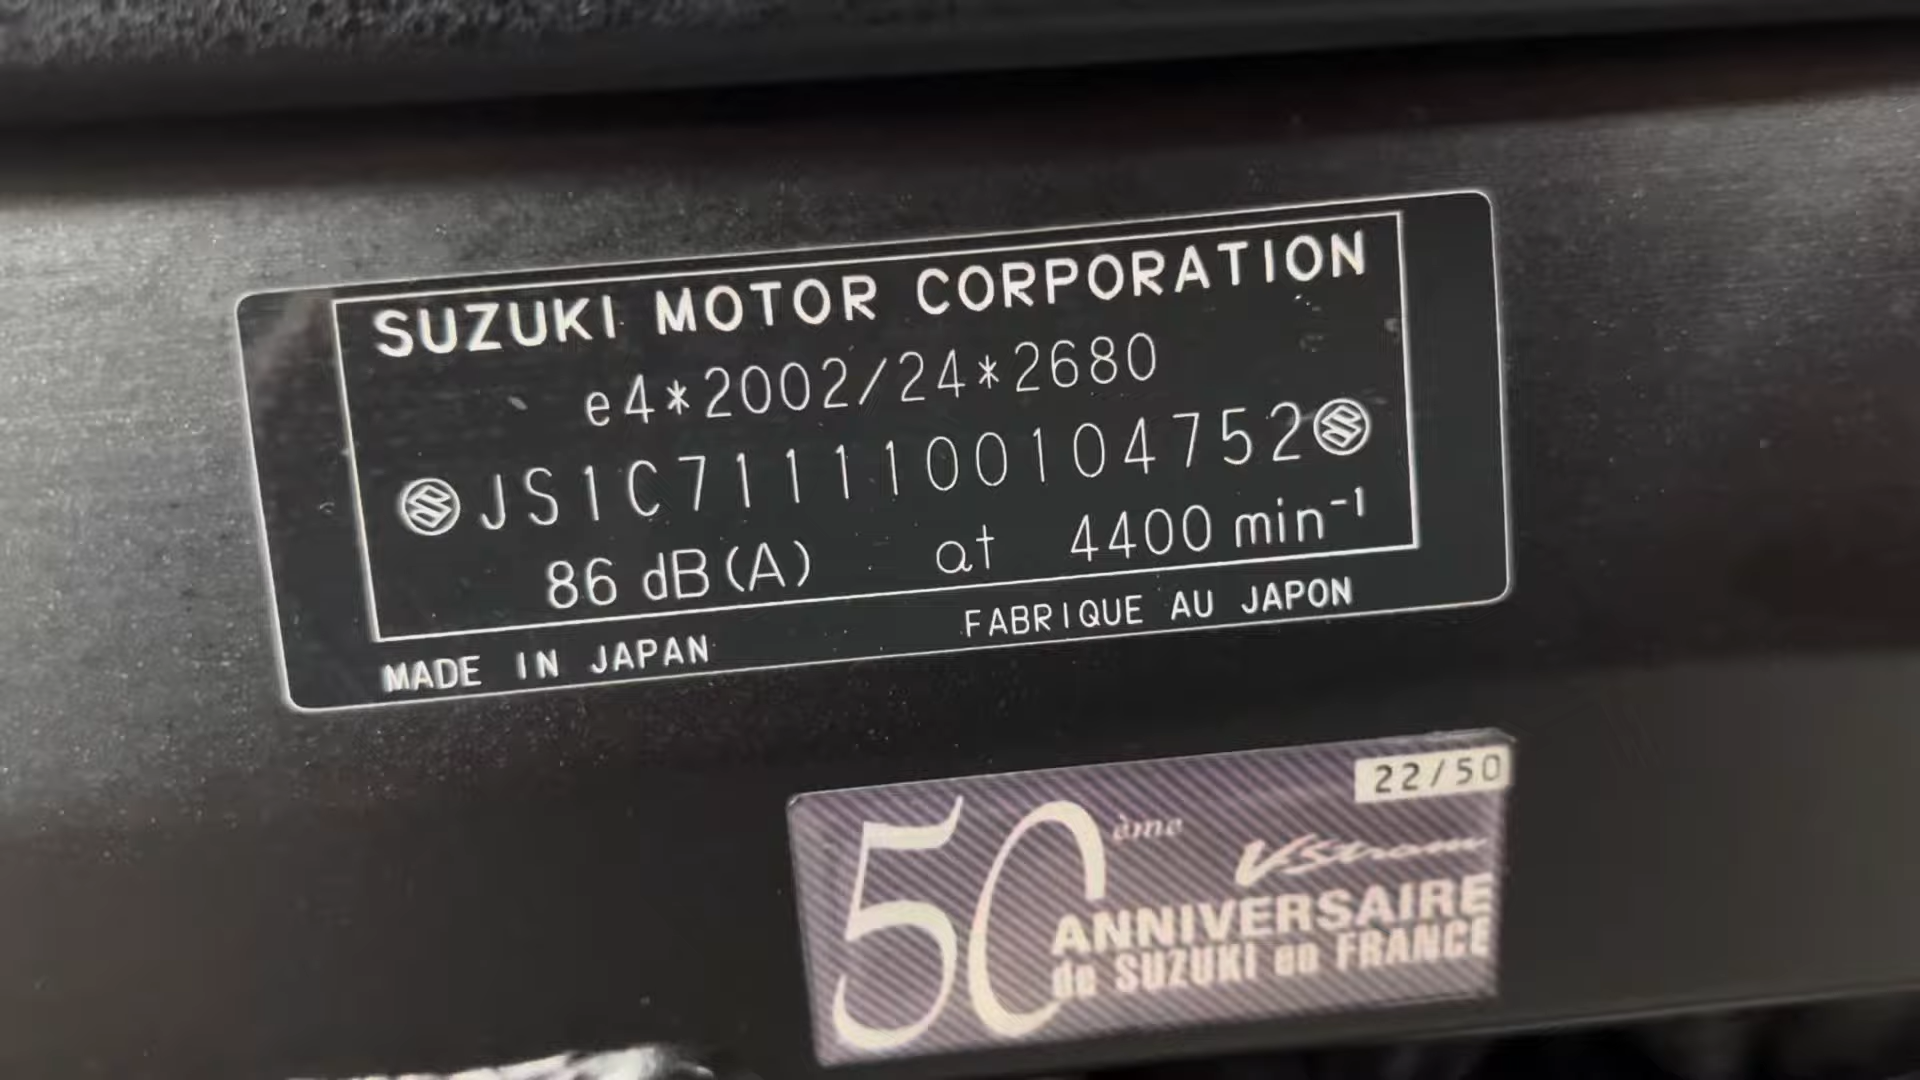 SUZUKI MOTOR CORPORATION
e4*2002/24*2680
JS1C7111100104752
86 dB(A) at 4400 min⁻¹
MADE IN JAPAN FABRIQUE AU JAPON
22/50
50ème
V-Strom
ANNIVERSAIRE
de SUZUKI en FRANCE